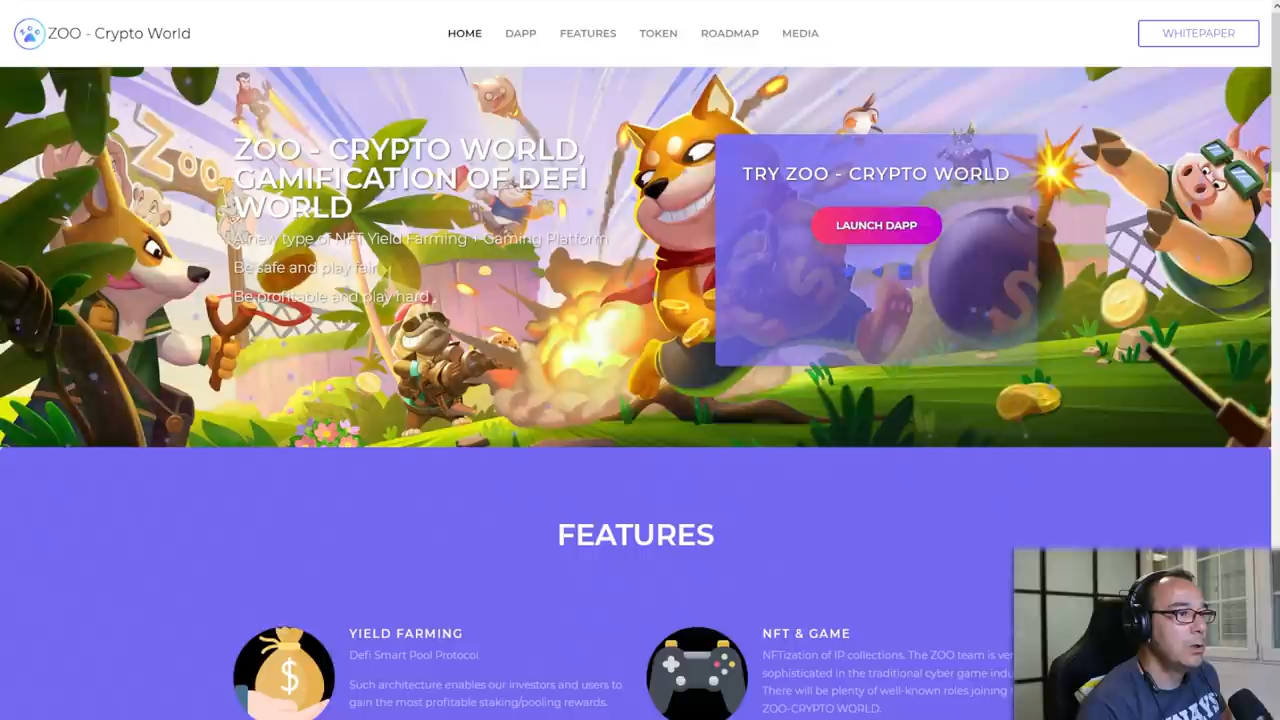 ZOO - Crypto World
HOME
DAPP
FEATURES
TOKEN
ROADMAP
MEDIA
WHITEPAPER
Zoo
ZOO - CRYPTO WORLD,
GAMIFICATION OF DEFI
WORLD
A new type of NFT Yield Farming + Gaming Platform
Be safe and play fair
Be profitable and play hard
TRY ZOO - CRYPTO WORLD
LAUNCH DAPP
FEATURES
YIELD FARMING
Defi Smart Pool Protocol
Such architecture enables our investors and users to
gain the most profitable staking/pooling rewards.
NFT & GAME
NFTization of IP collections. The ZOO team is ver
sophisticated in the traditional cyber game indu
There will be plenty of well-known roles joining
ZOO-CRYPTO WORLD.